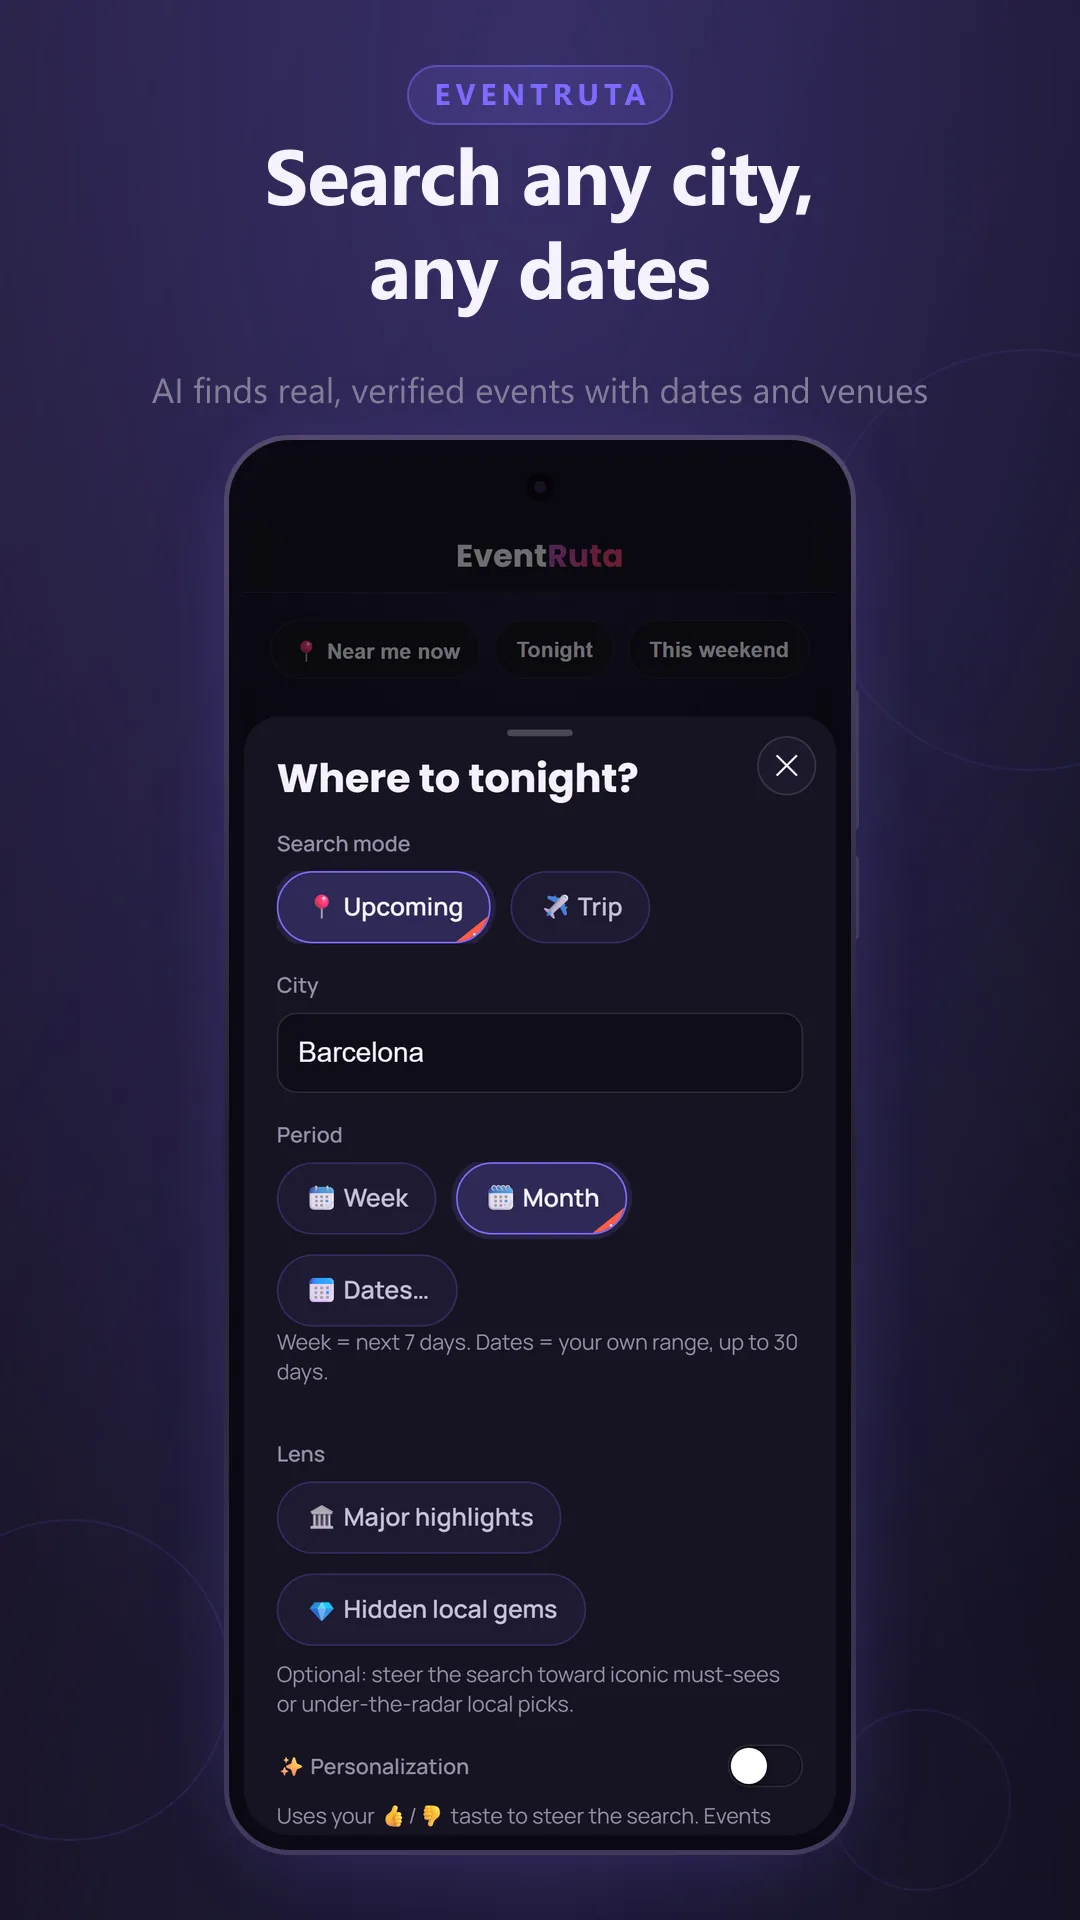 EVENTRUTA
Search any city,
any dates
AI finds real, verified events with dates and venues
EventRuta
📍 Near me now
Tonight
This weekend
Where to tonight?
Search mode
📍 Upcoming
✈️ Trip
City
Barcelona
Period
🗓️ Week
🗓️ Month
📅 Dates...
Week = next 7 days. Dates = your own range, up to 30
days.
Lens
🏛️ Major highlights
💎 Hidden local gems
Optional: steer the search toward iconic must-sees
or under-the-radar local picks.
✨ Personalization
Uses your 👍 / 👎 taste to steer the search. Events